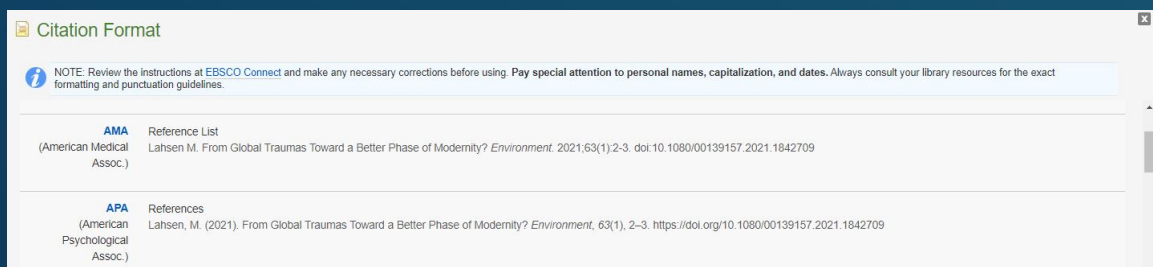 Citation Format
NOTE: Review the instructions at EBSCO Connect and make any necessary corrections before using. Pay special attention to personal names, capitalization, and dates. Always consult your library resources for the exact
formatting and punctuation guidelines.
AMA
(American Medical
Assoc.)
Reference List
Lahsen M. From Global Traumas Toward a Better Phase of Modernity? Environment. 2021;63(1):2-3. doi:10.1080/00139157.2021.1842709
APA
(American
Psychological
Assoc.)
References
Lahsen, M. (2021). From Global Traumas Toward a Better Phase of Modernity? Environment, 63(1), 2–3. https://doi.org/10.1080/00139157.2021.1842709